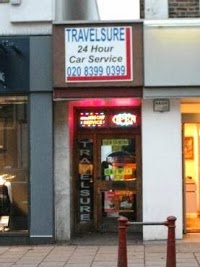 TRAVELSURE
24 Hour
Car Service
020 8399 0399
OPEN
TRAVELSURE